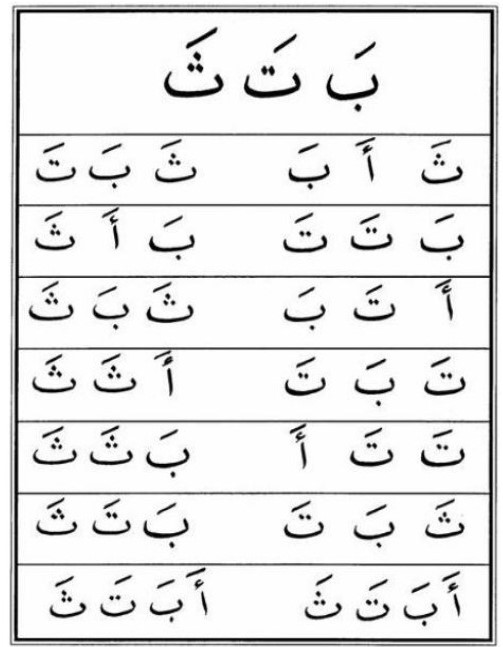 بَ تَ ثَ
ثَ أَ بَ ثَ بَ تَ
بَ تَ تَ بَ أَ ثَ
أَ تَ بَ ثَ بَ ثَ
تَ بَ تَ أَ ثَ ثَ
تَ تَ أَ بَ ثَ ثَ
ثَ بَ تَ بَ تَ ثَ
أَ بَ تَ ثَ أَ بَ تَ ثَ